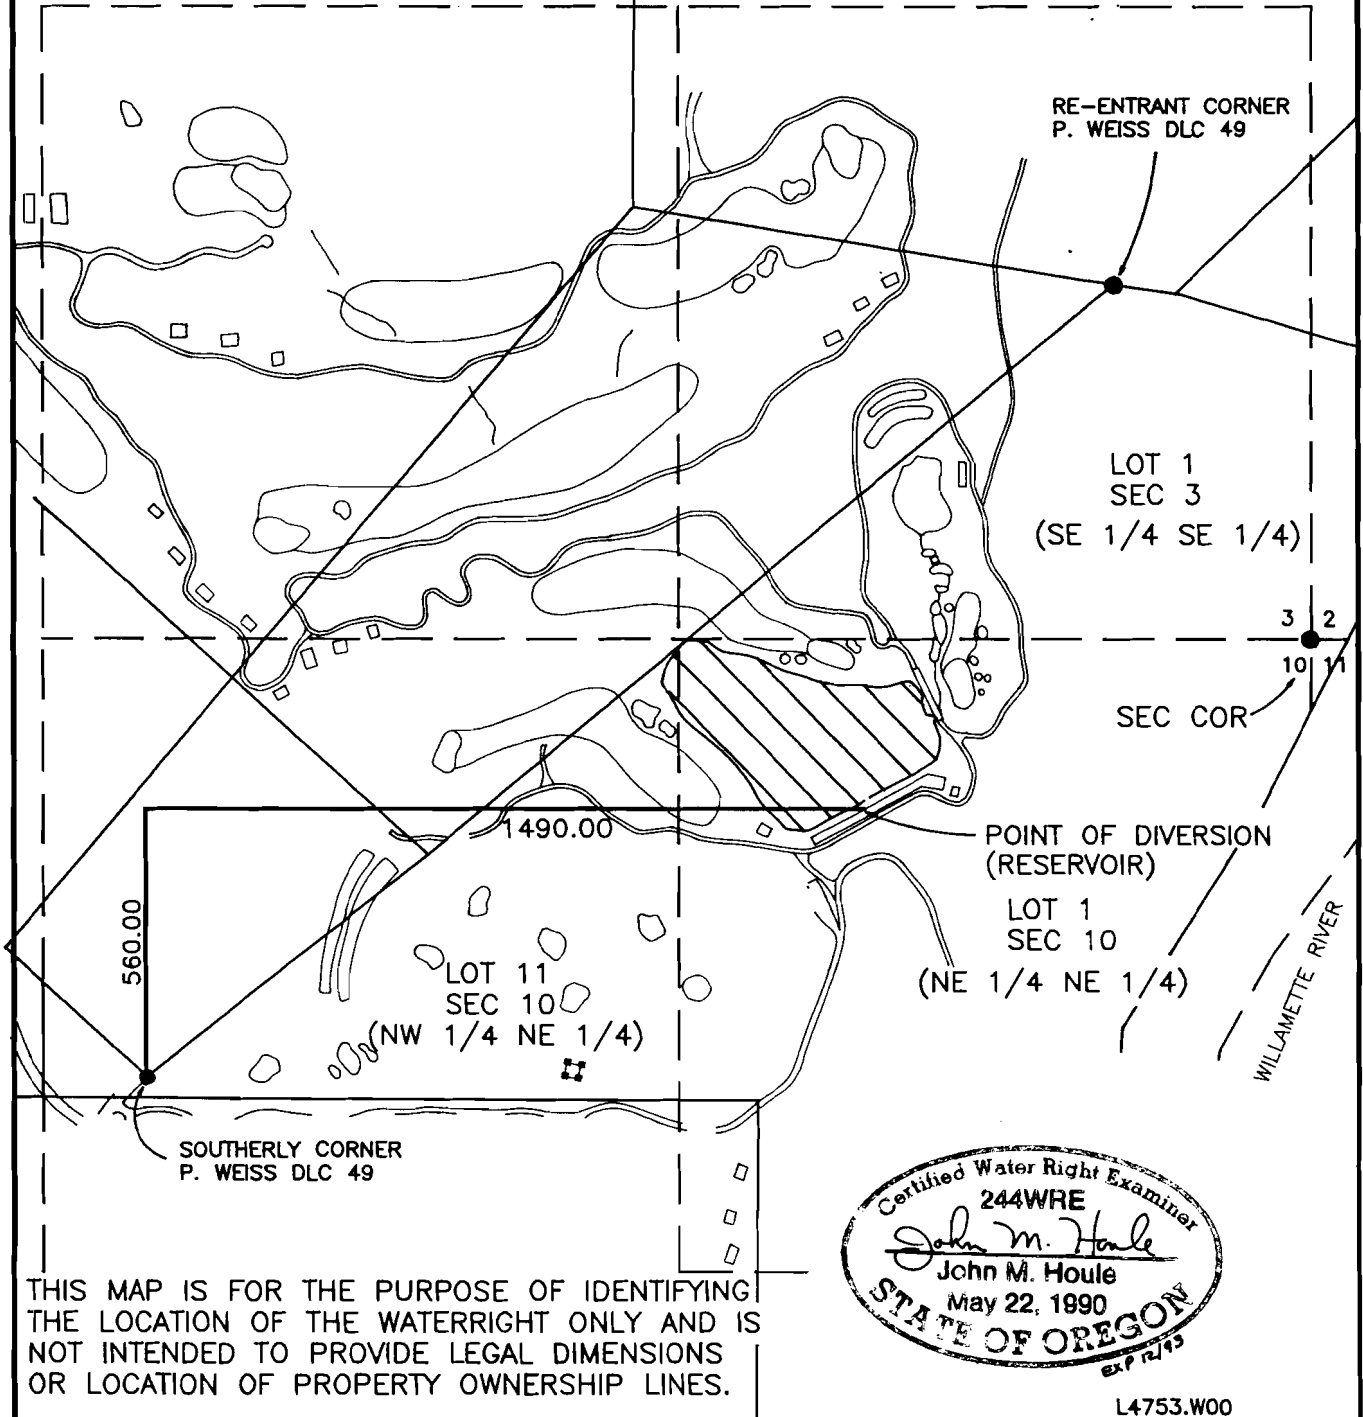 RE-ENTRANT CORNER
P. WEISS DLC 49
LOT 1
SEC 3
(SE 1/4 SE 1/4)
3 2
10 11
SEC COR
1490.00
POINT OF DIVERSION
(RESERVOIR)
560.00
LOT 1
SEC 10
(NE 1/4 NE 1/4)
LOT 11
SEC 10
(NW 1/4 NE 1/4)
WILLAMETTE RIVER
SOUTHERLY CORNER
P. WEISS DLC 49
Certified Water Right Examiner
244WRE
John M. Houle
John M. Houle
May 22, 1990
STATE OF OREGON
EXP 12/93
THIS MAP IS FOR THE PURPOSE OF IDENTIFYING
THE LOCATION OF THE WATERRIGHT ONLY AND IS
NOT INTENDED TO PROVIDE LEGAL DIMENSIONS
OR LOCATION OF PROPERTY OWNERSHIP LINES.
L4753.W00